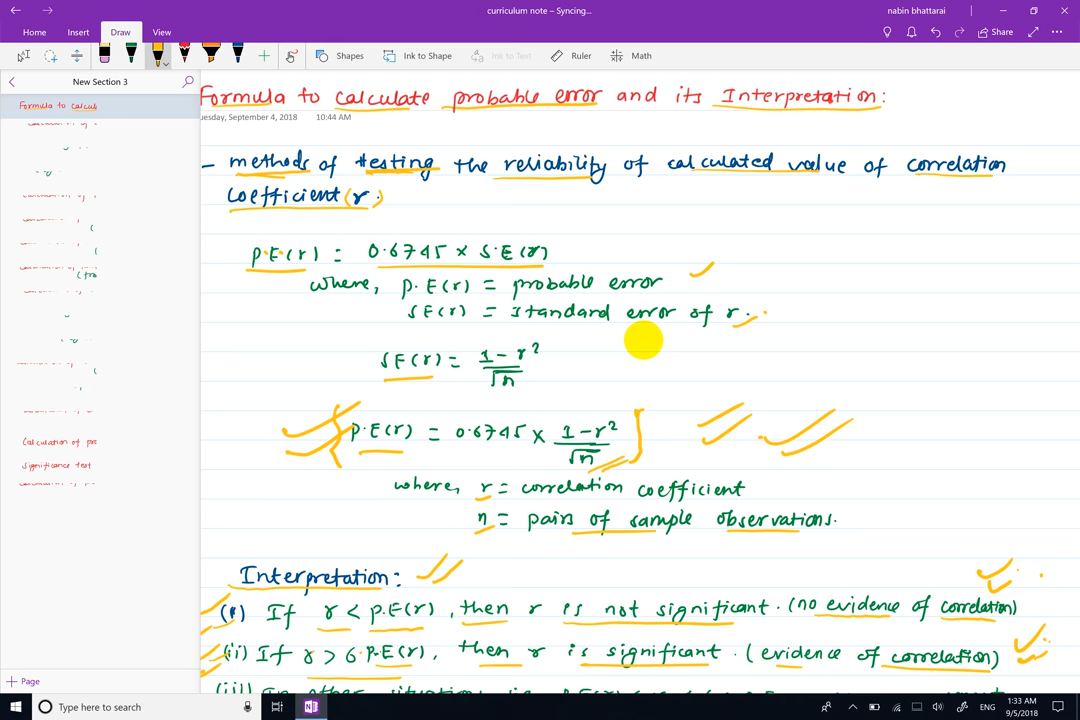 curriculum note – Syncing...
nabin bhattarai
Home
Insert
Draw
View
Share
Shapes
Ink to Shape
Ink to Text
Ruler
Math
New Section 3
Formula to calcul
Calculation of pr
Significance test
Page
Formula to calculate probable error and its Interpretation:
uesday, September 4, 2018 10:44 AM
- methods of testing the reliability of calculated value of correlation
coefficient (r.)
P.E(r) = 0.6745 × S.E(r)
where, P.E(r) = probable error
SE(r) = standard error of r.
SE(r) = 1-r²/√n
P.E(r) = 0.6745 × 1-r²/√n
where, r = correlation coefficient
n = pairs of sample observations.
Interpretation:
(i) If r < P.E(r), then r is not significant. (no evidence of correlation)
(ii) If r > 6.P.E(r), then r is significant. (evidence of correlation)
Type here to search
ENG
1:33 AM
9/5/2018